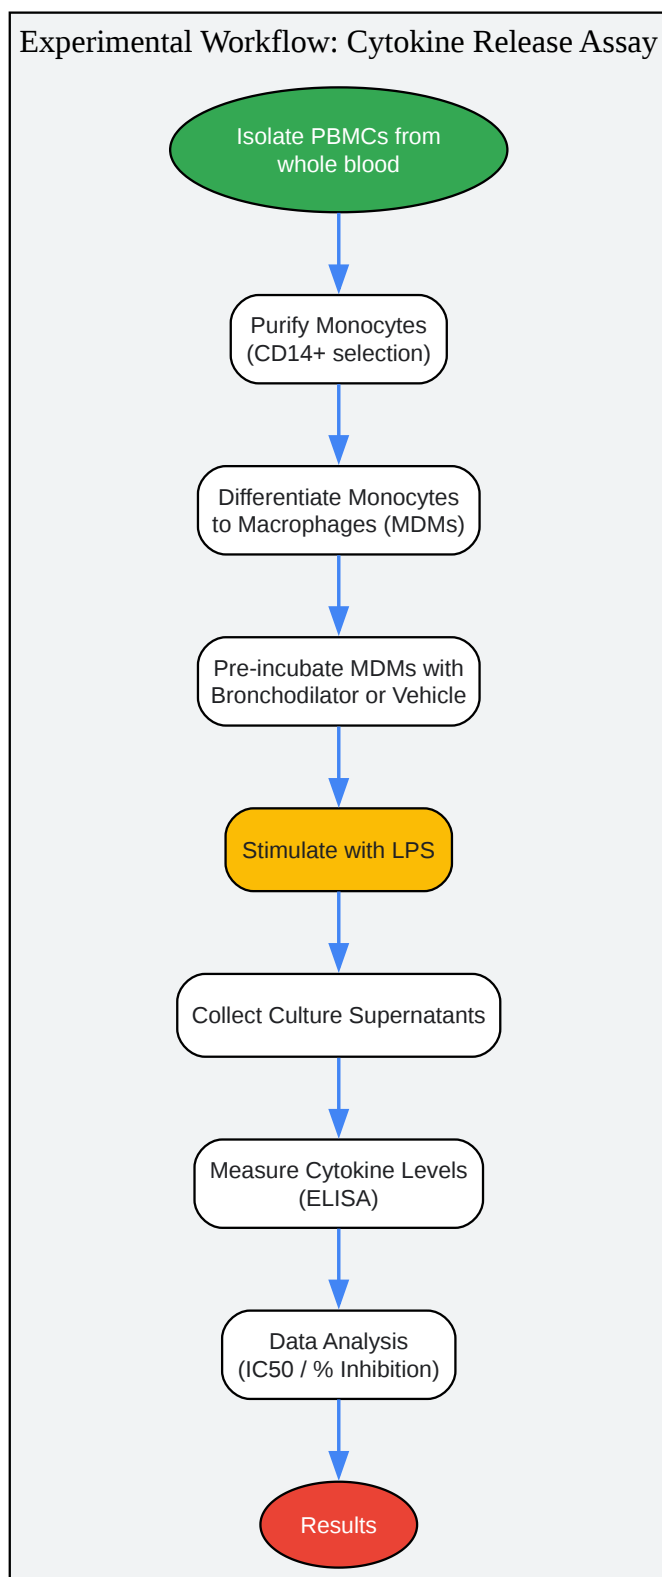 Experimental Workflow: Cytokine Release Assay
Isolate PBMCs from
whole blood
Purify Monocytes
(CD14+ selection)
Differentiate Monocytes
to Macrophages (MDMs)
Pre-incubate MDMs with
Bronchodilator or Vehicle
Stimulate with LPS
Collect Culture Supernatants
Measure Cytokine Levels
(ELISA)
Data Analysis
(IC50 / % Inhibition)
Results